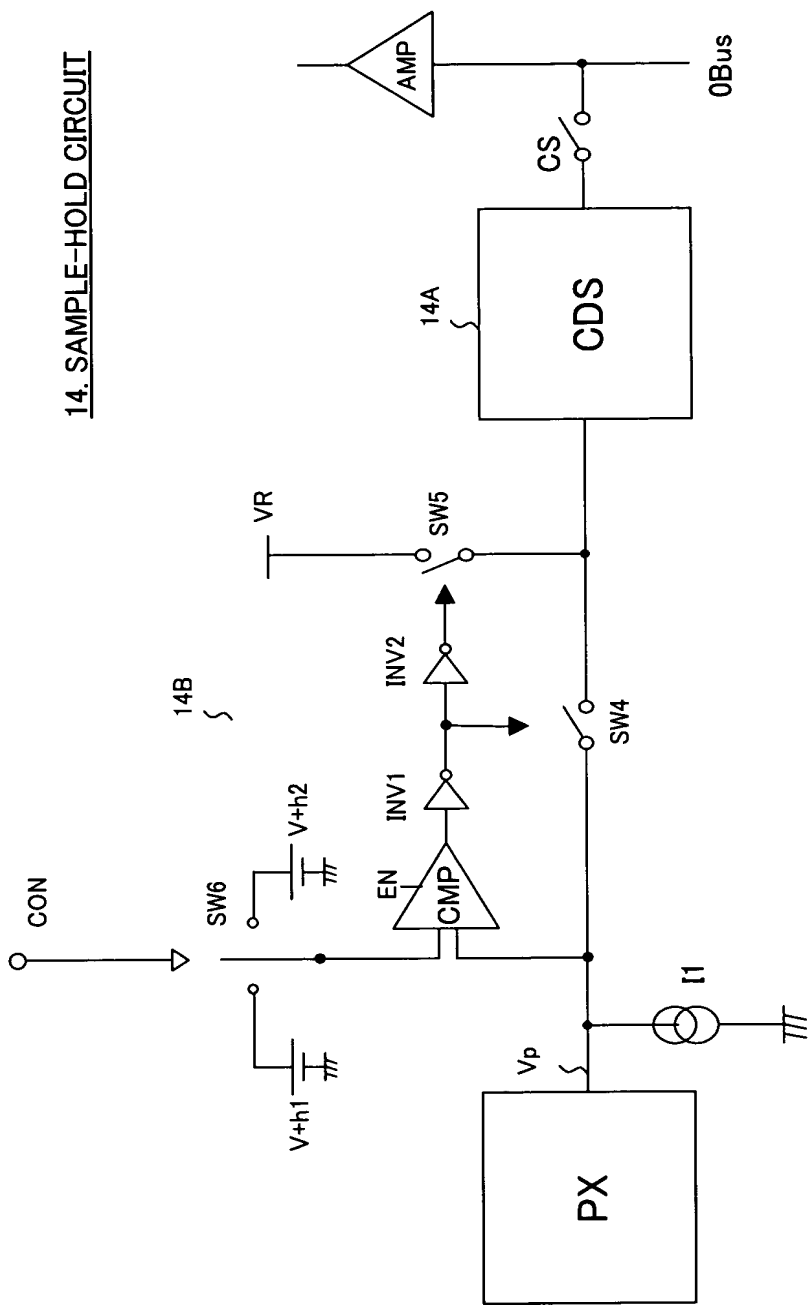 14. SAMPLE-HOLD CIRCUIT
CON
SW6
V+h1
V+h2
14B
EN
CMP
INV1
INV2
VR
SW5
SW4
14A
CDS
CS
AMP
0Bus
PX
Vp
I1